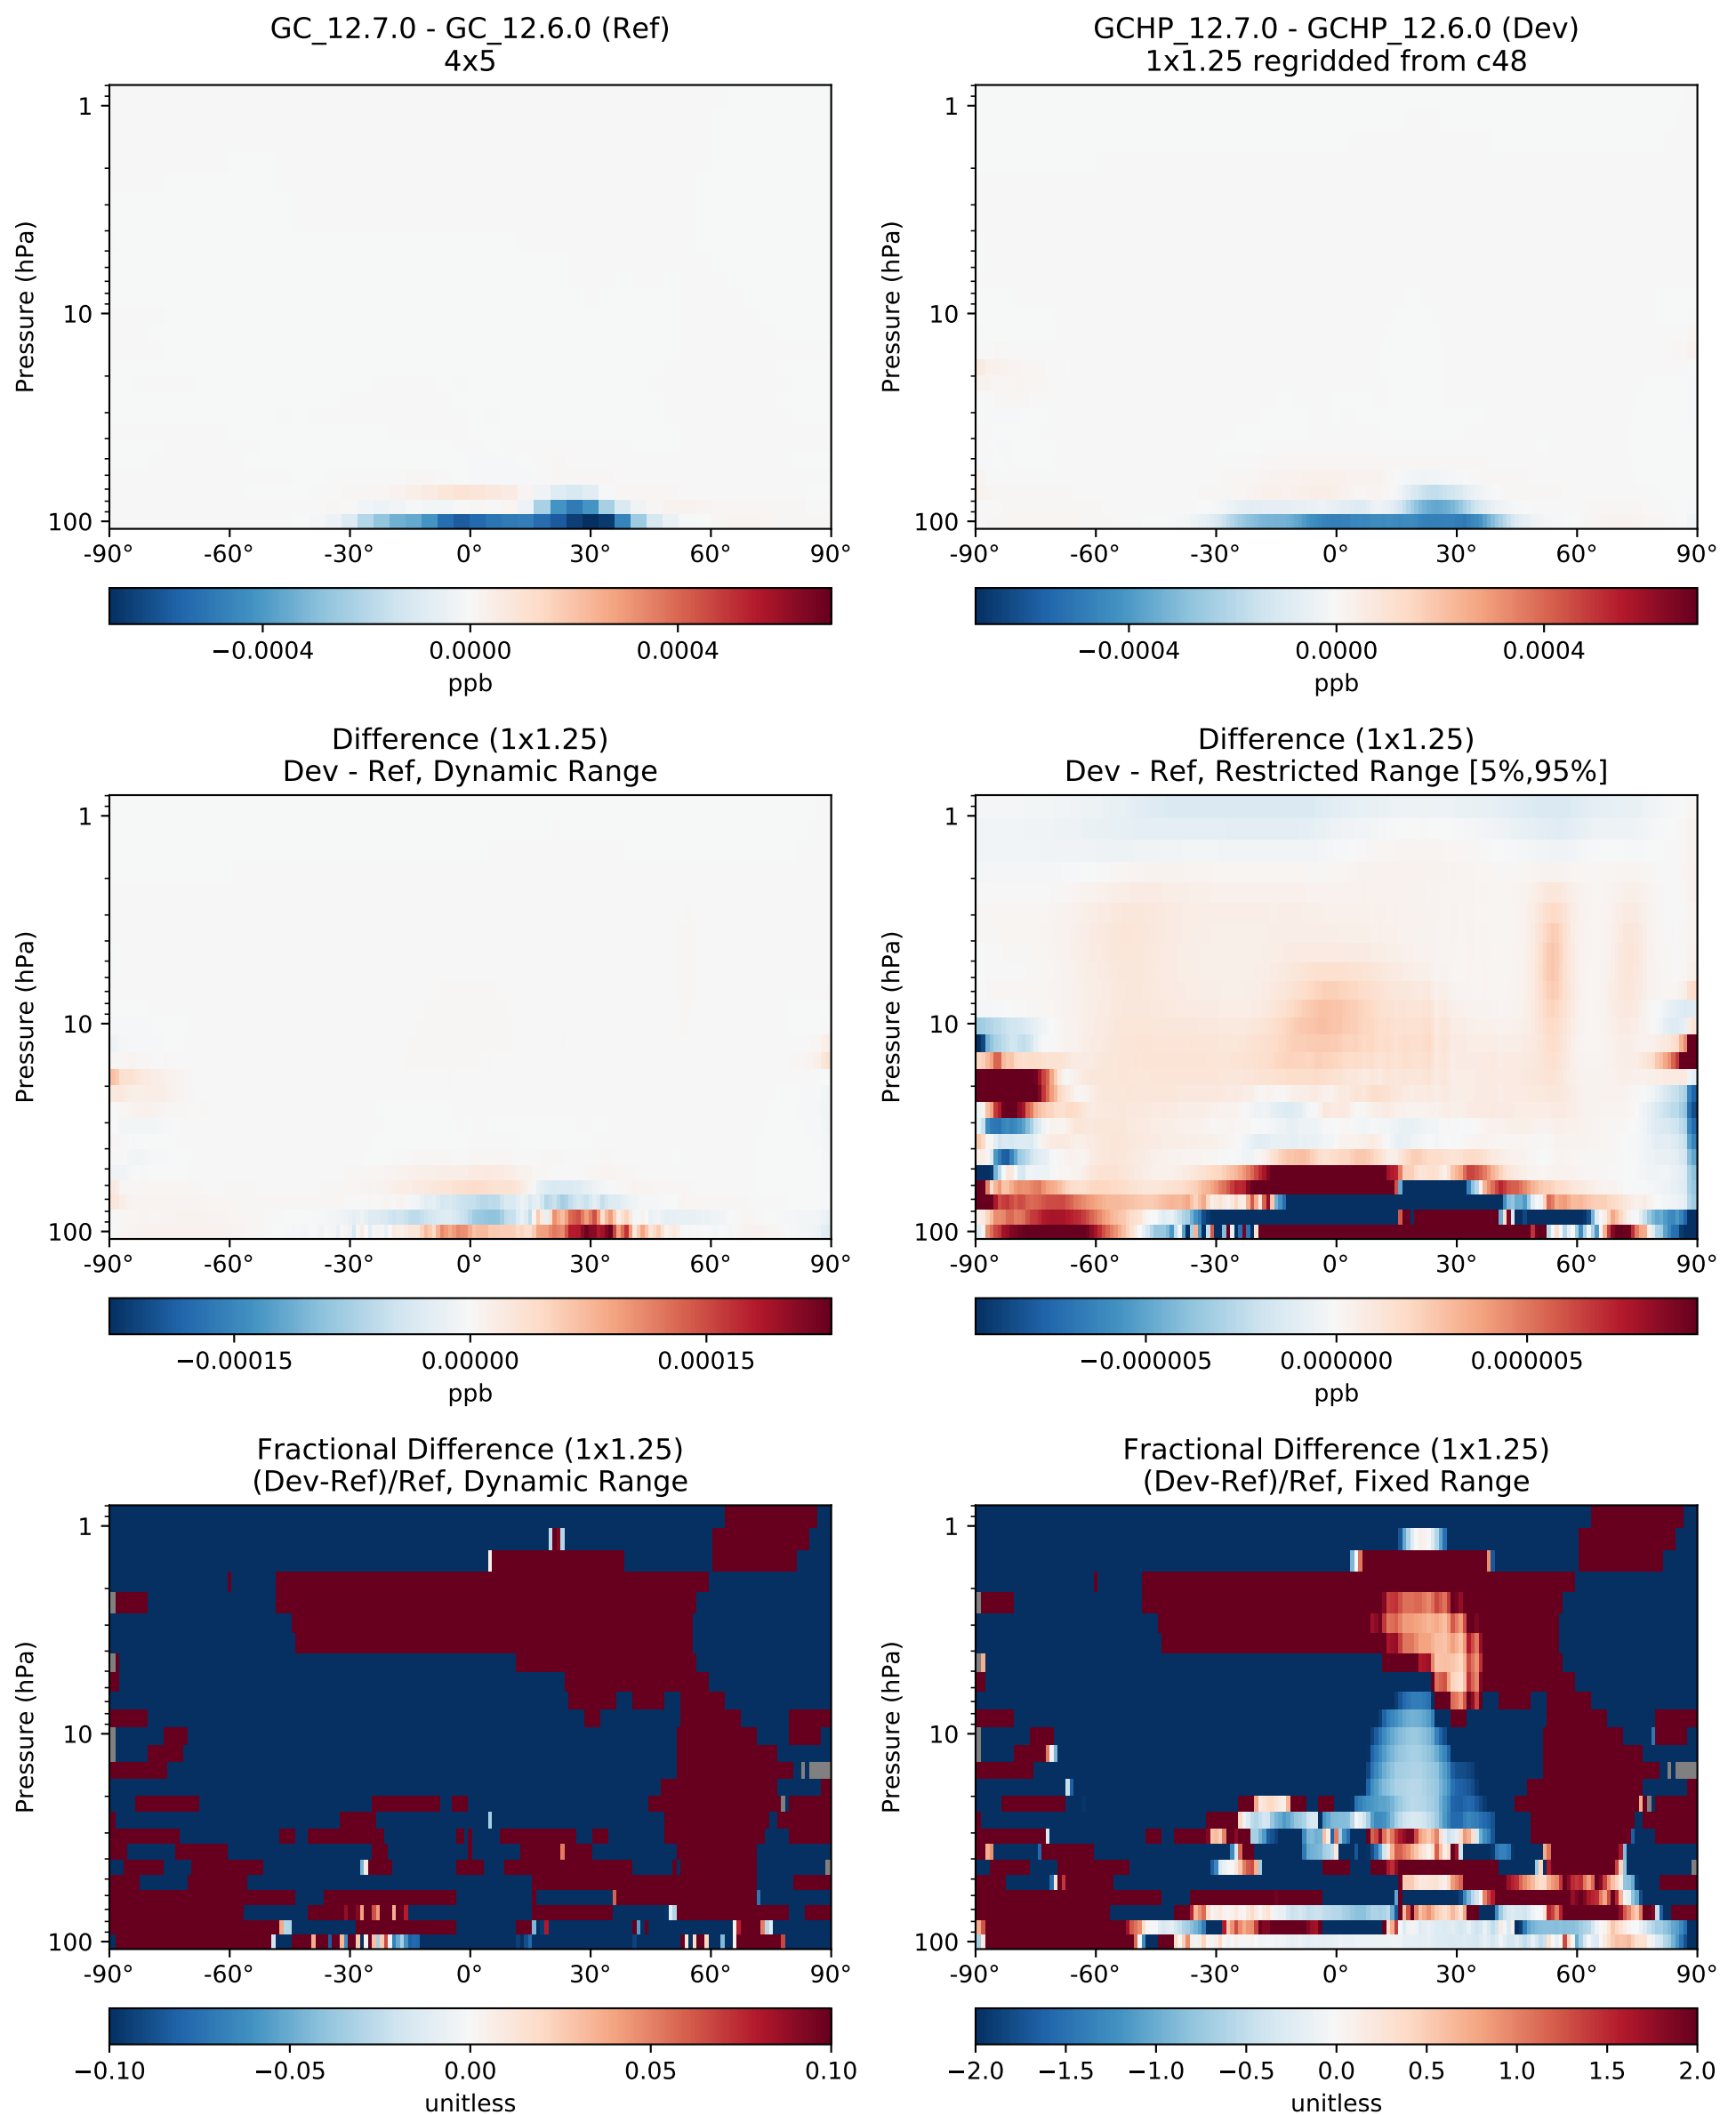 GC_12.7.0 - GC_12.6.0 (Ref)
4x5
Pressure (hPa)
1
10
100
-90° -60° -30° 0° 30° 60° 90°
−0.0004 0.0000 0.0004
ppb
GCHP_12.7.0 - GCHP_12.6.0 (Dev)
1x1.25 regridded from c48
Pressure (hPa)
1
10
100
-90° -60° -30° 0° 30° 60° 90°
−0.0004 0.0000 0.0004
ppb
Difference (1x1.25)
Dev - Ref, Dynamic Range
Pressure (hPa)
1
10
100
-90° -60° -30° 0° 30° 60° 90°
−0.00015 0.00000 0.00015
ppb
Difference (1x1.25)
Dev - Ref, Restricted Range [5%,95%]
Pressure (hPa)
1
10
100
-90° -60° -30° 0° 30° 60° 90°
−0.000005 0.000000 0.000005
ppb
Fractional Difference (1x1.25)
(Dev-Ref)/Ref, Dynamic Range
Pressure (hPa)
1
10
100
-90° -60° -30° 0° 30° 60° 90°
−0.10 −0.05 0.00 0.05 0.10
unitless
Fractional Difference (1x1.25)
(Dev-Ref)/Ref, Fixed Range
Pressure (hPa)
1
10
100
-90° -60° -30° 0° 30° 60° 90°
−2.0 −1.5 −1.0 −0.5 0.0 0.5 1.0 1.5 2.0
unitless